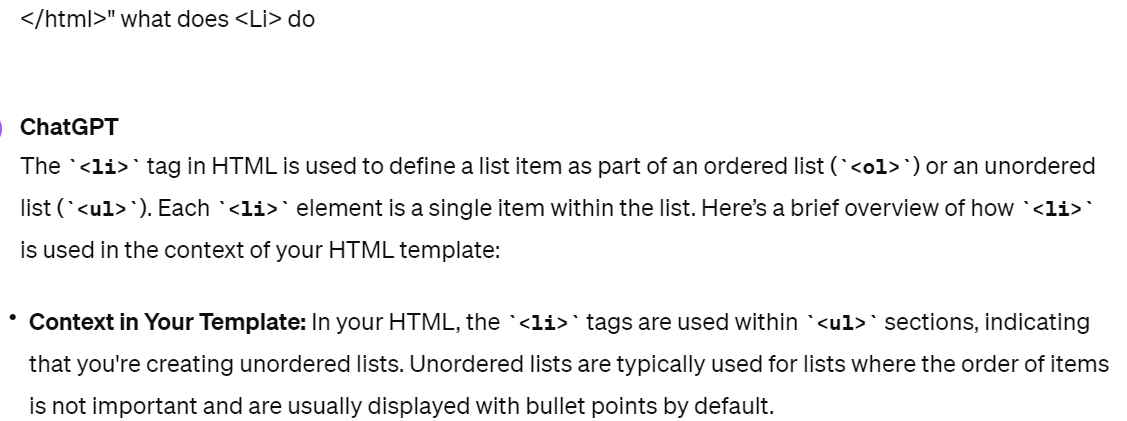 </html>" what does <Li> do
ChatGPT
The `<li>` tag in HTML is used to define a list item as part of an ordered list (`<ol>`) or an unordered
list (`<ul>`). Each `<li>` element is a single item within the list. Here’s a brief overview of how `<li>`
is used in the context of your HTML template:
• Context in Your Template: In your HTML, the `<li>` tags are used within `<ul>` sections, indicating
that you're creating unordered lists. Unordered lists are typically used for lists where the order of items
is not important and are usually displayed with bullet points by default.